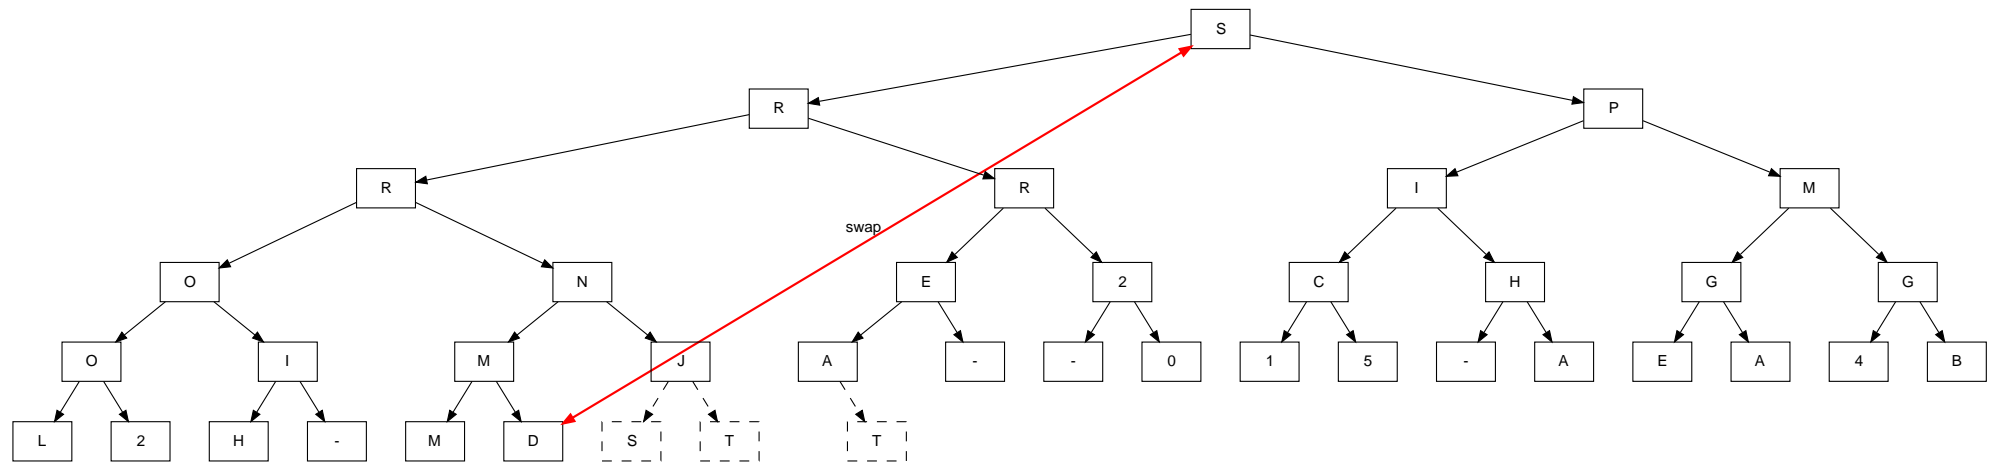 S
R P
R R I M
swap
O N E 2 C H G G
O I M J A - - 0 1 5 - A E A 4 B
L 2 H - M D S T T